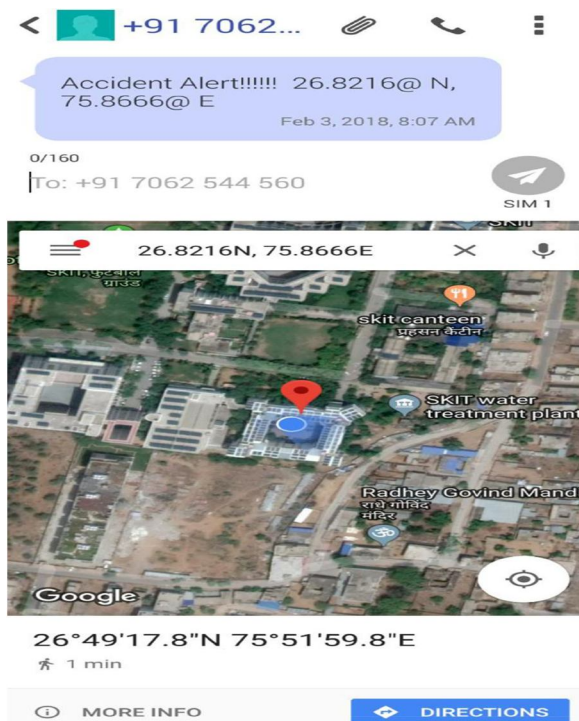 +91 7062...
Accident Alert!!!!!! 26.8216@ N,
75.8666@ E
Feb 3, 2018, 8:07 AM
0/160
To: +91 7062 544 560
SIM 1
SKIT
26.8216N, 75.8666E
SKIT, फुटबॉल
ग्राउंड
skit canteen
प्रहसन कैंटीन
SKIT water
treatment plant
Radhey Govind Mand
राधे गोविंद
मंदिर
Google
26°49'17.8"N 75°51'59.8"E
1 min
MORE INFO
DIRECTIONS